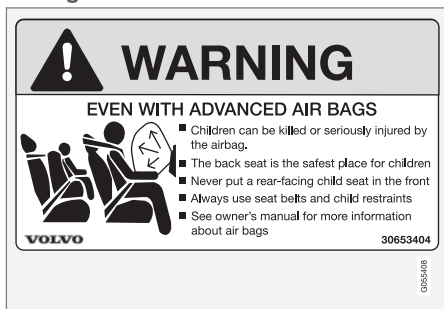 WARNING
EVEN WITH ADVANCED AIR BAGS
■ Children can be killed or seriously injured by
the airbag.
■ The back seat is the safest place for children
■ Never put a rear-facing child seat in the front
■ Always use seat belts and child restraints
■ See owner's manual for more information
about air bags
VOLVO
30653404
G055408